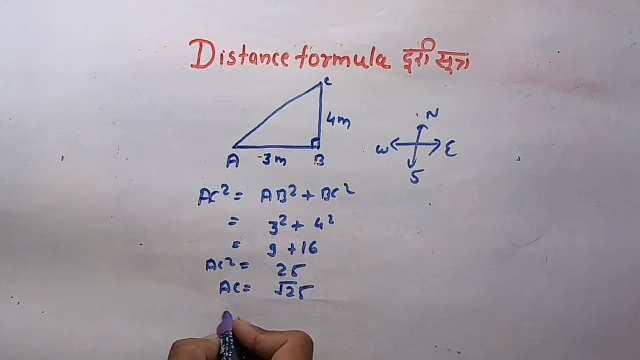 Distance formula दूरी सूत्र
C
4m
A 3m B
N
W E
S
AC² = AB² + BC²
= 3² + 4²
= 9 + 16
AC² = 25
AC = √25